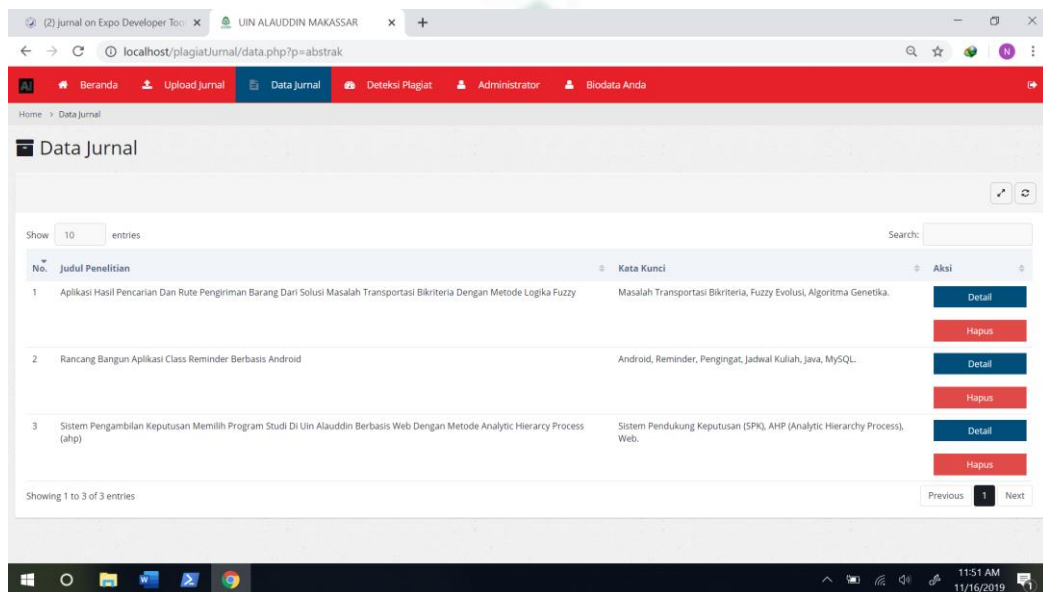 (2) jurnal on Expo Developer Tool
UIN ALAUDDIN MAKASSAR
localhost/plagiatJurnal/data.php?p=abstrak
N
AI
Beranda
Upload Jurnal
Data Jurnal
Deteksi Plagiat
Administrator
Biodata Anda
Home > Data Jurnal
Data Jurnal
Show 10 entries
Search:
No. Judul Penelitian Kata Kunci Aksi
1 Aplikasi Hasil Pencarian Dan Rute Pengiriman Barang Dari Solusi Masalah Transportasi Bikriteria Dengan Metode Logika Fuzzy Masalah Transportasi Bikriteria, Fuzzy Evolusi, Algoritma Genetika. Detail
Hapus
2 Rancang Bangun Aplikasi Class Reminder Berbasis Android Android, Reminder, Pengingat, Jadwal Kuliah, Java, MySQL. Detail
Hapus
3 Sistem Pengambilan Keputusan Memilih Program Studi Di Uin Alauddin Berbasis Web Dengan Metode Analytic Hierarcy Process
(ahp)
Sistem Pendukung Keputusan (SPK), AHP (Analytic Hierarchy Process),
Web.
Detail
Hapus
Showing 1 to 3 of 3 entries
Previous 1 Next
11:51 AM
11/16/2019